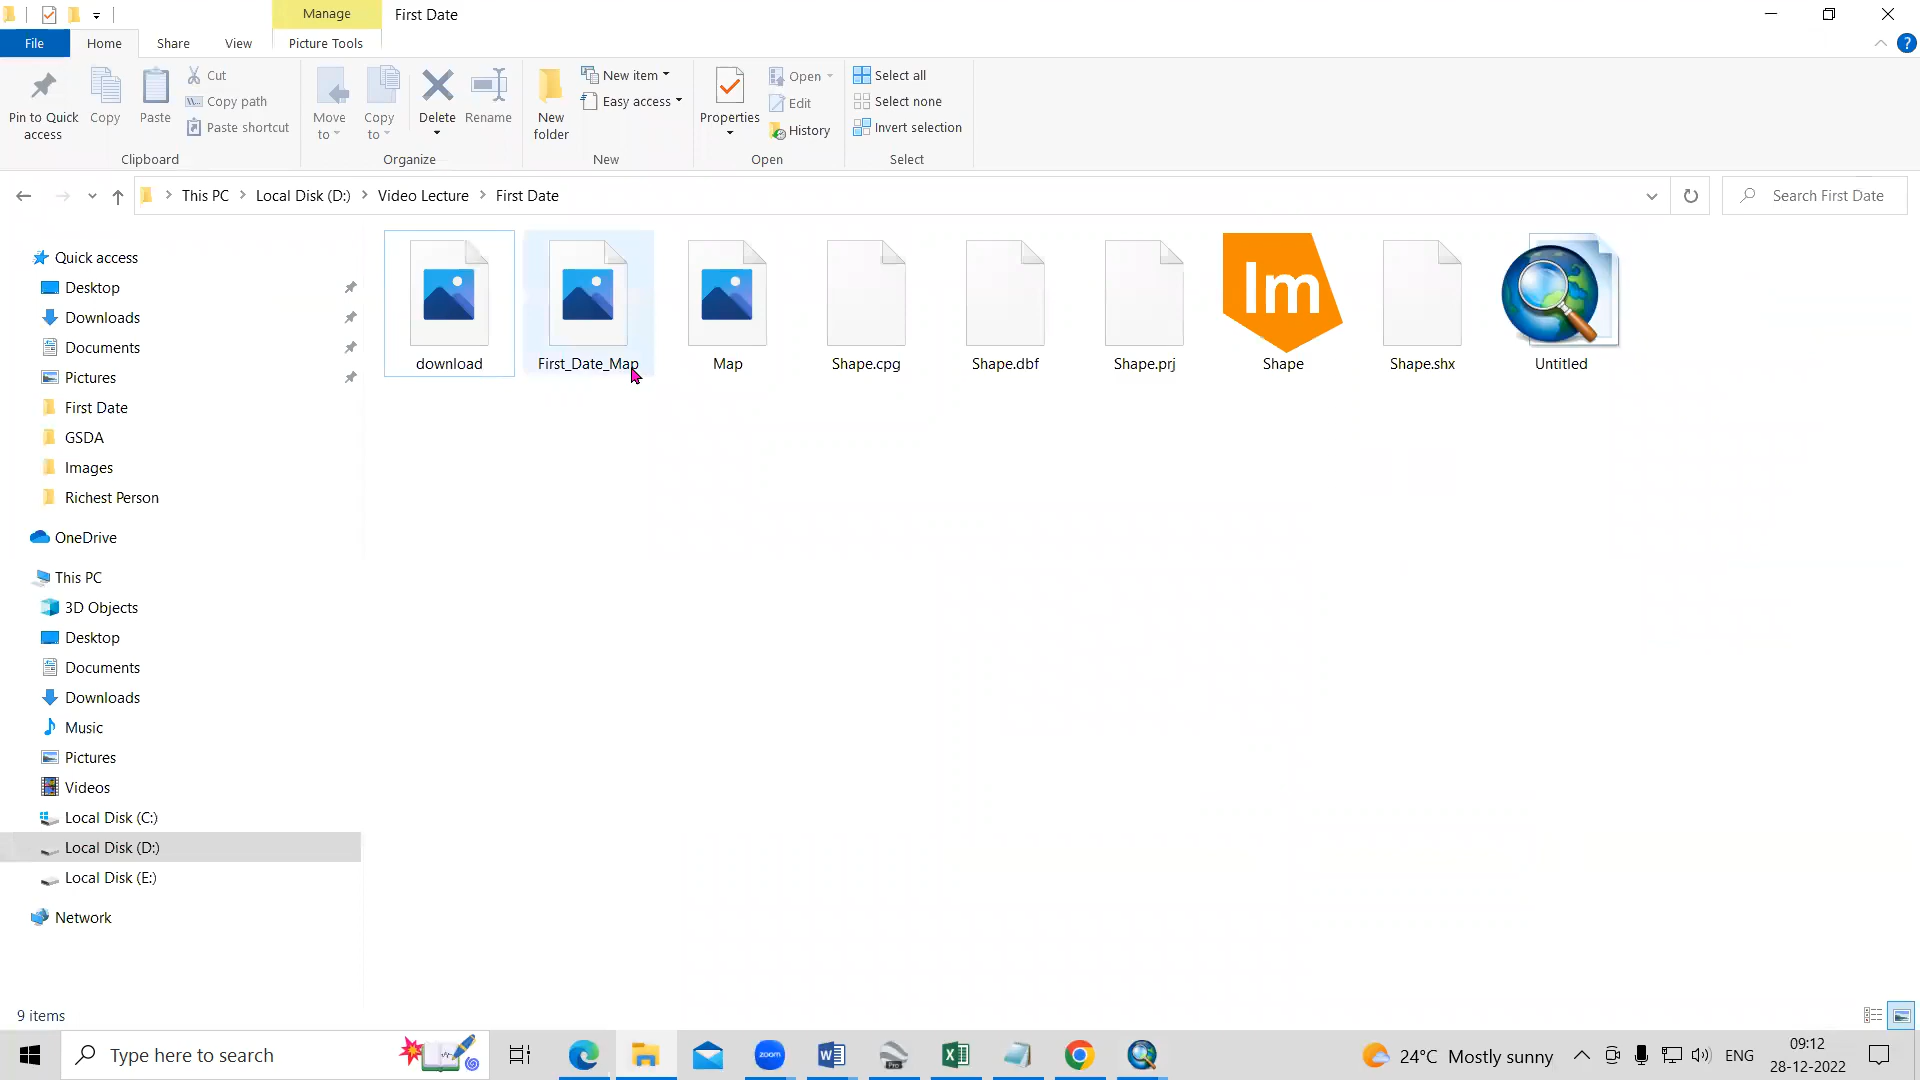 Manage
First Date
File
Home
Share
View
Picture Tools
Pin to Quick access
Copy
Paste
Cut
Copy path
Paste shortcut
Clipboard
Move to
Copy to
Delete
Rename
Organize
New folder
New item
Easy access
New
Properties
Open
Edit
History
Open
Select all
Select none
Invert selection
Select
This PC
Local Disk (D:)
Video Lecture
First Date
Search First Date
Quick access
Desktop
Downloads
Documents
Pictures
First Date
GSDA
Images
Richest Person
OneDrive
This PC
3D Objects
Desktop
Documents
Downloads
Music
Pictures
Videos
Local Disk (C:)
Local Disk (D:)
Local Disk (E:)
Network
download
First_Date_Map
Map
Shape.cpg
Shape.dbf
Shape.prj
Im
Shape
Shape.shx
Untitled
9 items
Type here to search
zoom
Pro
24°C Mostly sunny
ENG
09:12
28-12-2022